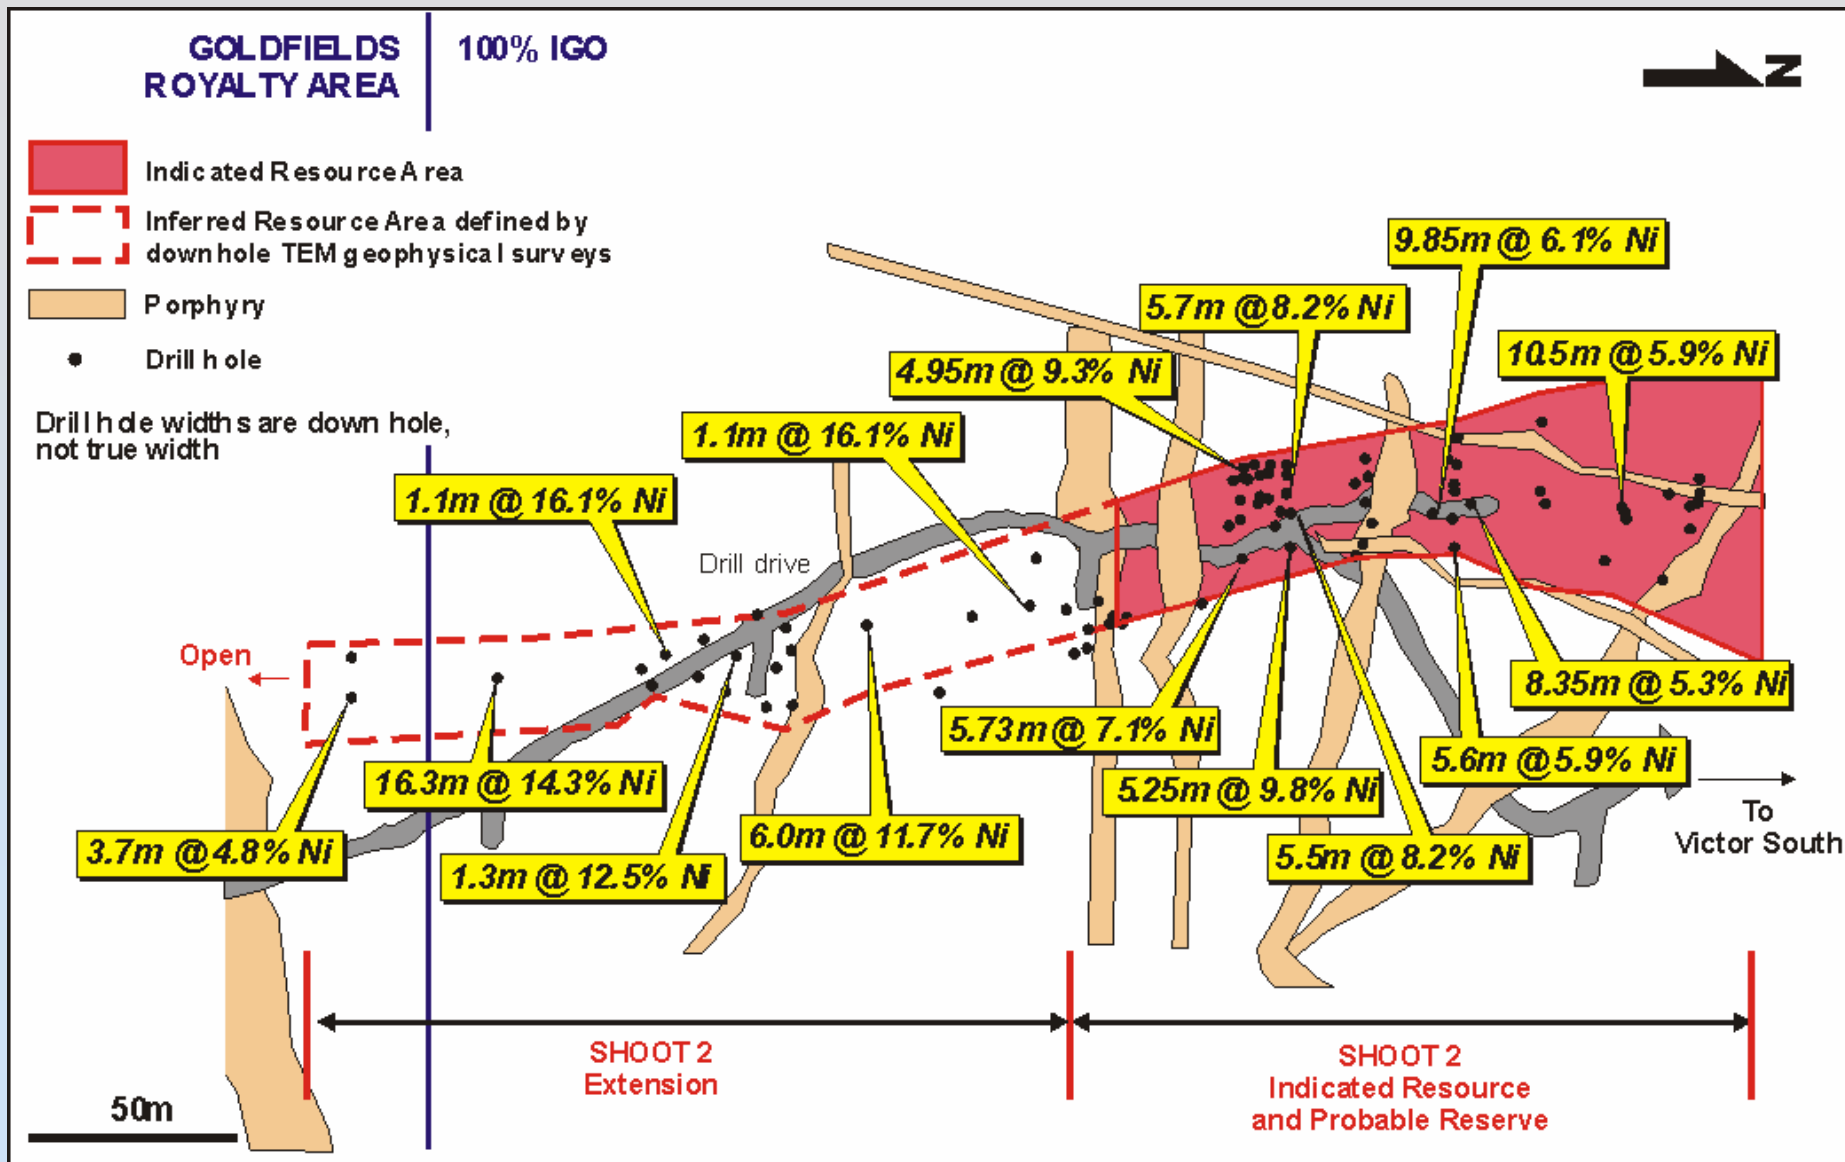 GOLDFIELDS
ROYALTY AREA
100% IGO
N
Indicated Resource Area
Inferred Resource Area defined by
downhole TEM geophysical surveys
Porphyry
Drill hole
Drill hole widths are down hole,
not true width
9.85m @ 6.1% Ni
5.7m @ 8.2% Ni
10.5m @ 5.9% Ni
4.95m @ 9.3% Ni
1.1m @ 16.1% Ni
1.1m @ 16.1% Ni
Drill drive
Open
8.35m @ 5.3% Ni
5.73m @ 7.1% Ni
5.6m @ 5.9% Ni
16.3m @ 14.3% Ni
5.25m @ 9.8% Ni
To
Victor South
6.0m @ 11.7% Ni
3.7m @ 4.8% Ni
5.5m @ 8.2% Ni
1.3m @ 12.5% Ni
SHOOT 2
Extension
SHOOT 2
Indicated Resource
and Probable Reserve
50m